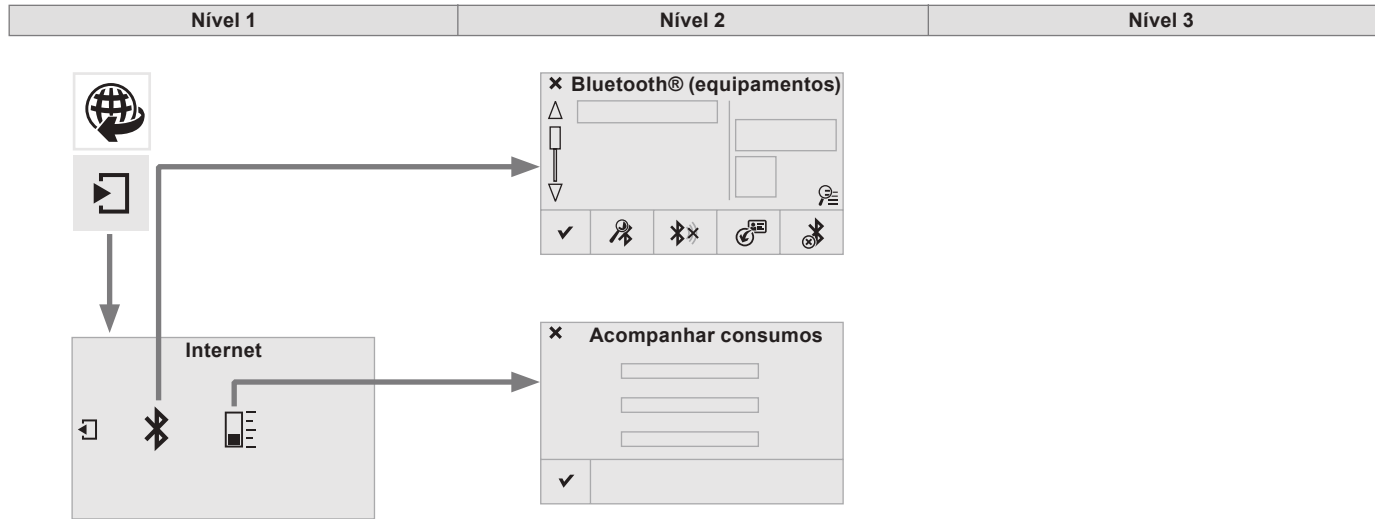 Nível 1
Nível 2
Nível 3
Bluetooth® (equipamentos)
Internet
Acompanhar consumos